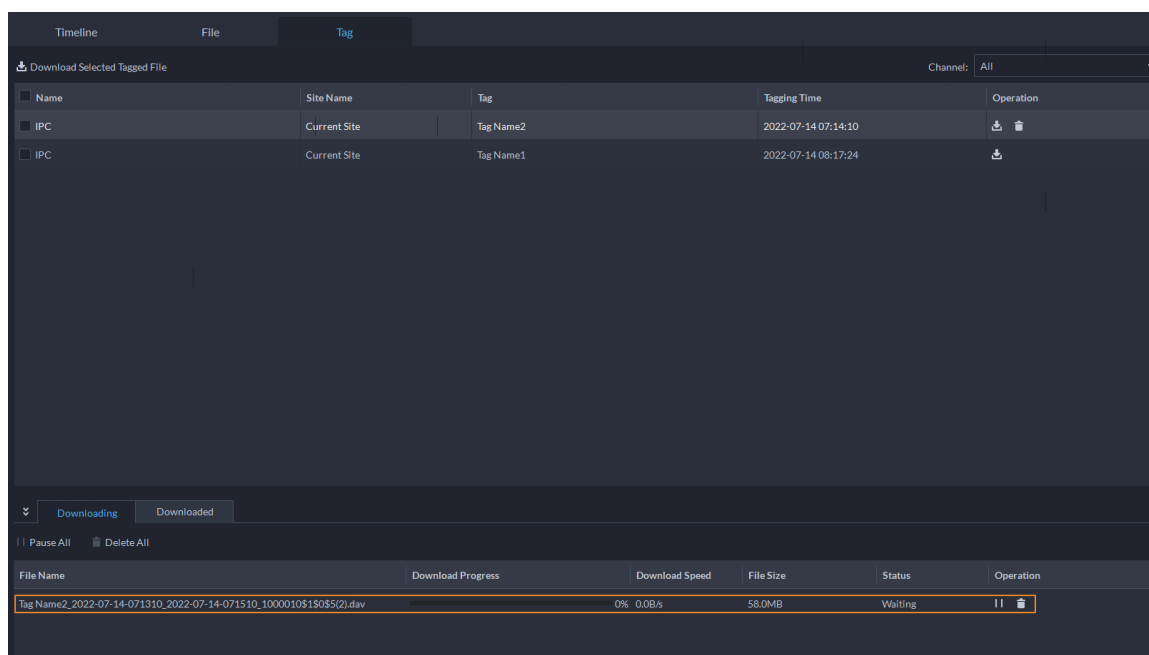 Timeline File Tag
Download Selected Tagged File Channel: All
Name Site Name Tag Tagging Time Operation
IPC Current Site Tag Name2 2022-07-14 07:14:10
IPC Current Site Tag Name1 2022-07-14 08:17:24
Downloading Downloaded
Pause All Delete All
File Name Download Progress Download Speed File Size Status Operation
Tag Name2_2022-07-14-071310_2022-07-14-071510_1000010$1$0$5(2).dav 0% 0.0B/s 58.0MB Waiting